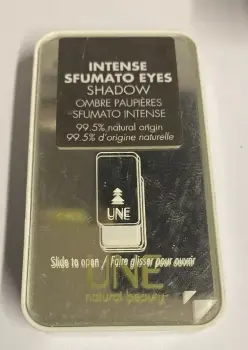 INTENSE
SFUMATO EYES
SHADOW
OMBRE PAUPIÈRES
SFUMATO INTENSE
99.5% natural origin
99.5% d'origine naturelle
UNE
Slide to open / Faire glisser pour ouvrir
UNE
natural beauty